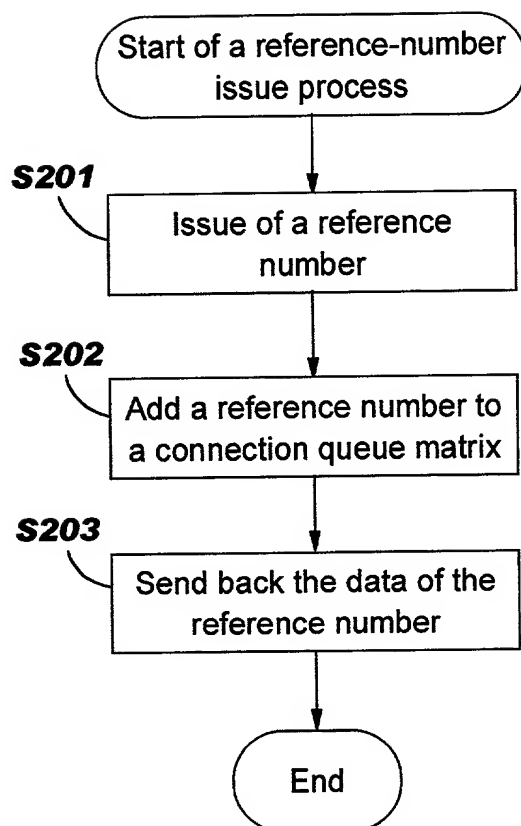 Start of a reference-number
issue process
S201
Issue of a reference
number
S202
Add a reference number to
a connection queue matrix
S203
Send back the data of the
reference number
End